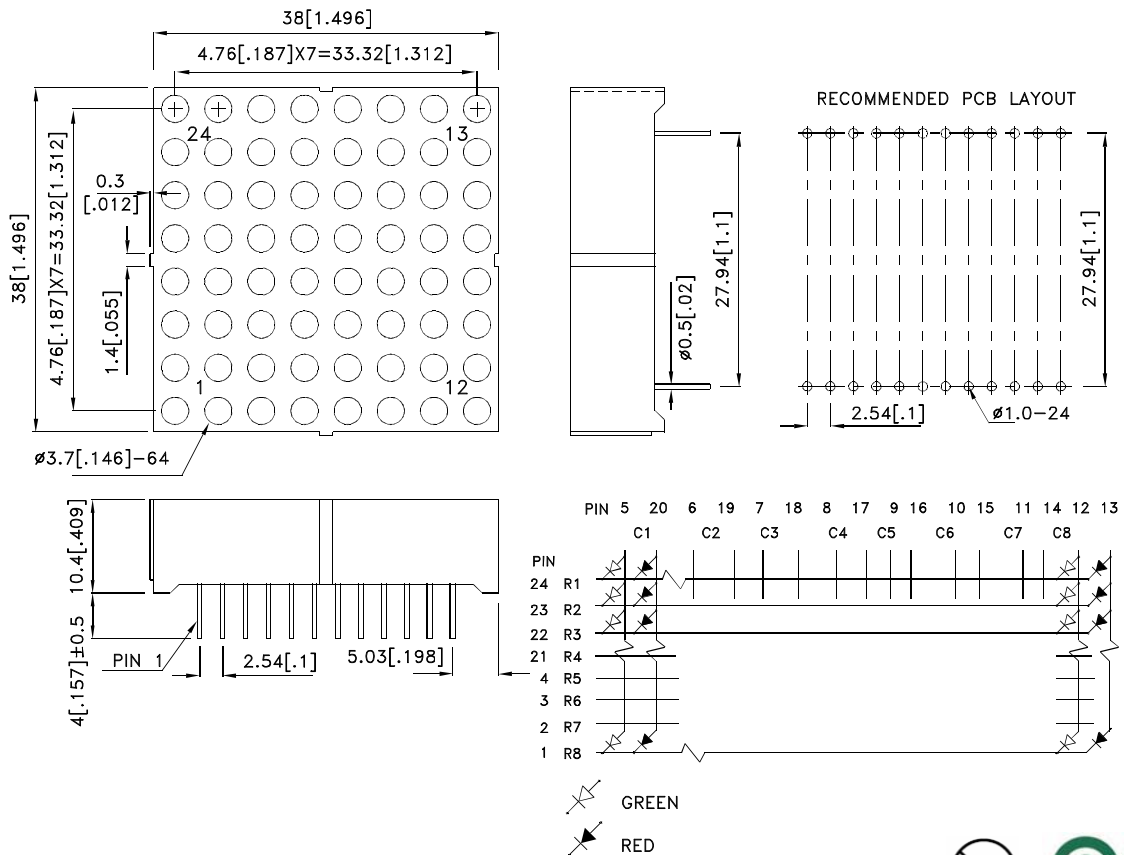 38[1.496]
4.76[.187]X7=33.32[1.312]
24
13
0.3
[.012]
38[1.496]
4.76[.187]X7=33.32[1.312]
1.4[.055]
1
12
ø3.7[.146]-64
27.94[1.1]
ø0.5[.02]
RECOMMENDED PCB LAYOUT
27.94[1.1]
2.54[.1]
ø1.0-24
10.4[.409]
4[.157]±0.5
PIN 1
2.54[.1]
5.03[.198]
PIN 5 20 6 19 7 18 8 17 9 16 10 15 11 14 12 13
C1 C2 C3 C4 C5 C6 C7 C8
PIN
24 R1
23 R2
22 R3
21 R4
4 R5
3 R6
2 R7
1 R8
GREEN
RED